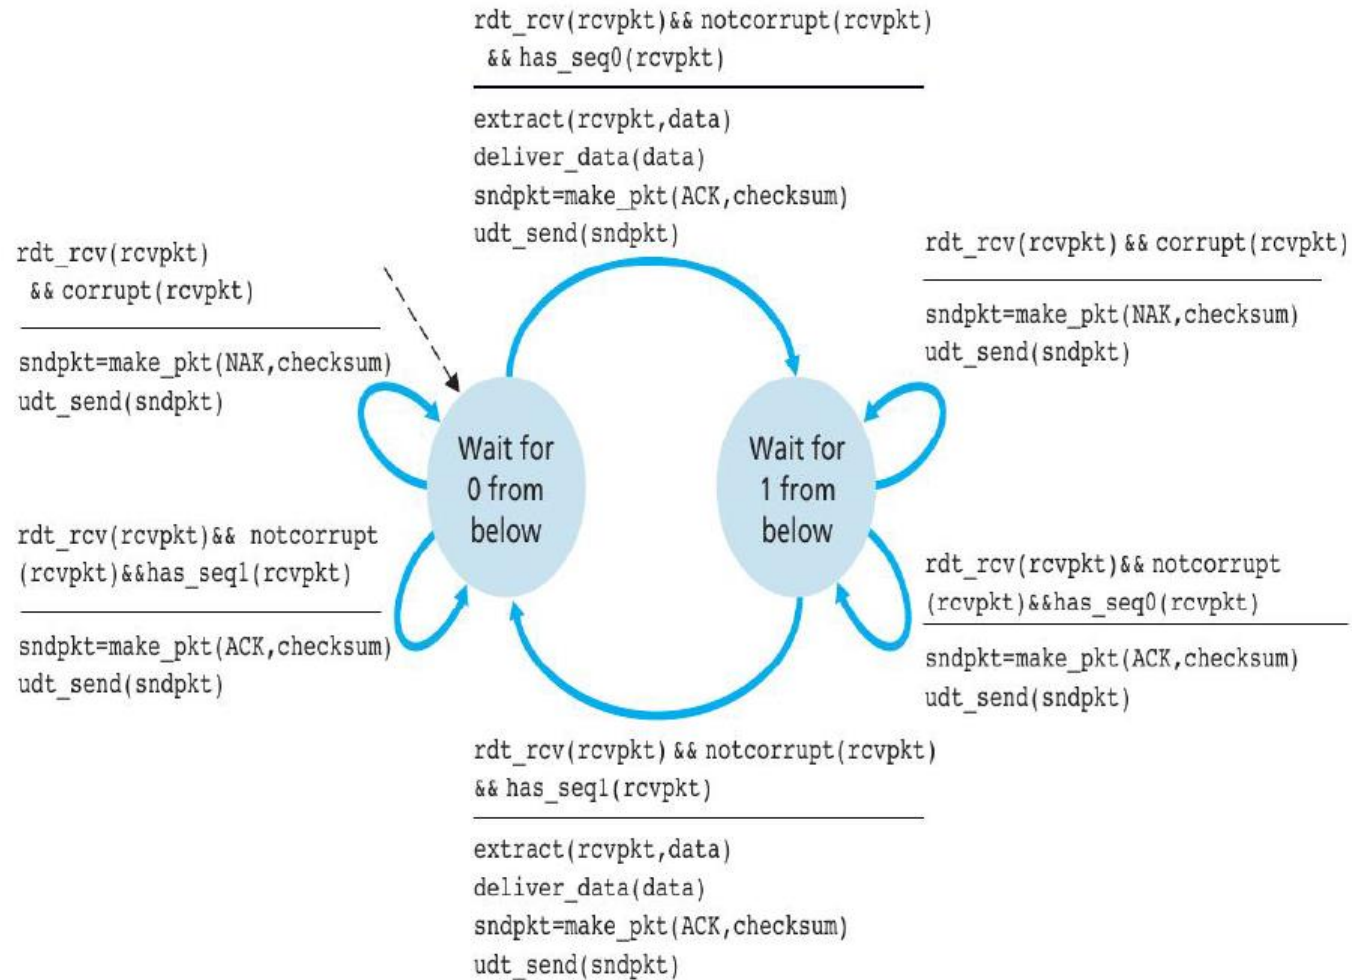 rdt_rcv(rcvpkt)&& notcorrupt(rcvpkt)
&& has_seq0(rcvpkt)
extract(rcvpkt,data)
deliver_data(data)
sndpkt=make_pkt(ACK,checksum)
udt_send(sndpkt)
rdt_rcv(rcvpkt)
&& corrupt(rcvpkt)
sndpkt=make_pkt(NAK,checksum)
udt_send(sndpkt)
rdt_rcv(rcvpkt) && corrupt(rcvpkt)
sndpkt=make_pkt(NAK,checksum)
udt_send(sndpkt)
Wait for
0 from
below
Wait for
1 from
below
rdt_rcv(rcvpkt)&& notcorrupt
(rcvpkt)&&has_seq1(rcvpkt)
sndpkt=make_pkt(ACK,checksum)
udt_send(sndpkt)
rdt_rcv(rcvpkt)&& notcorrupt
(rcvpkt)&&has_seq0(rcvpkt)
sndpkt=make_pkt(ACK,checksum)
udt_send(sndpkt)
rdt_rcv(rcvpkt) && notcorrupt(rcvpkt)
&& has_seq1(rcvpkt)
extract(rcvpkt,data)
deliver_data(data)
sndpkt=make_pkt(ACK,checksum)
udt_send(sndpkt)